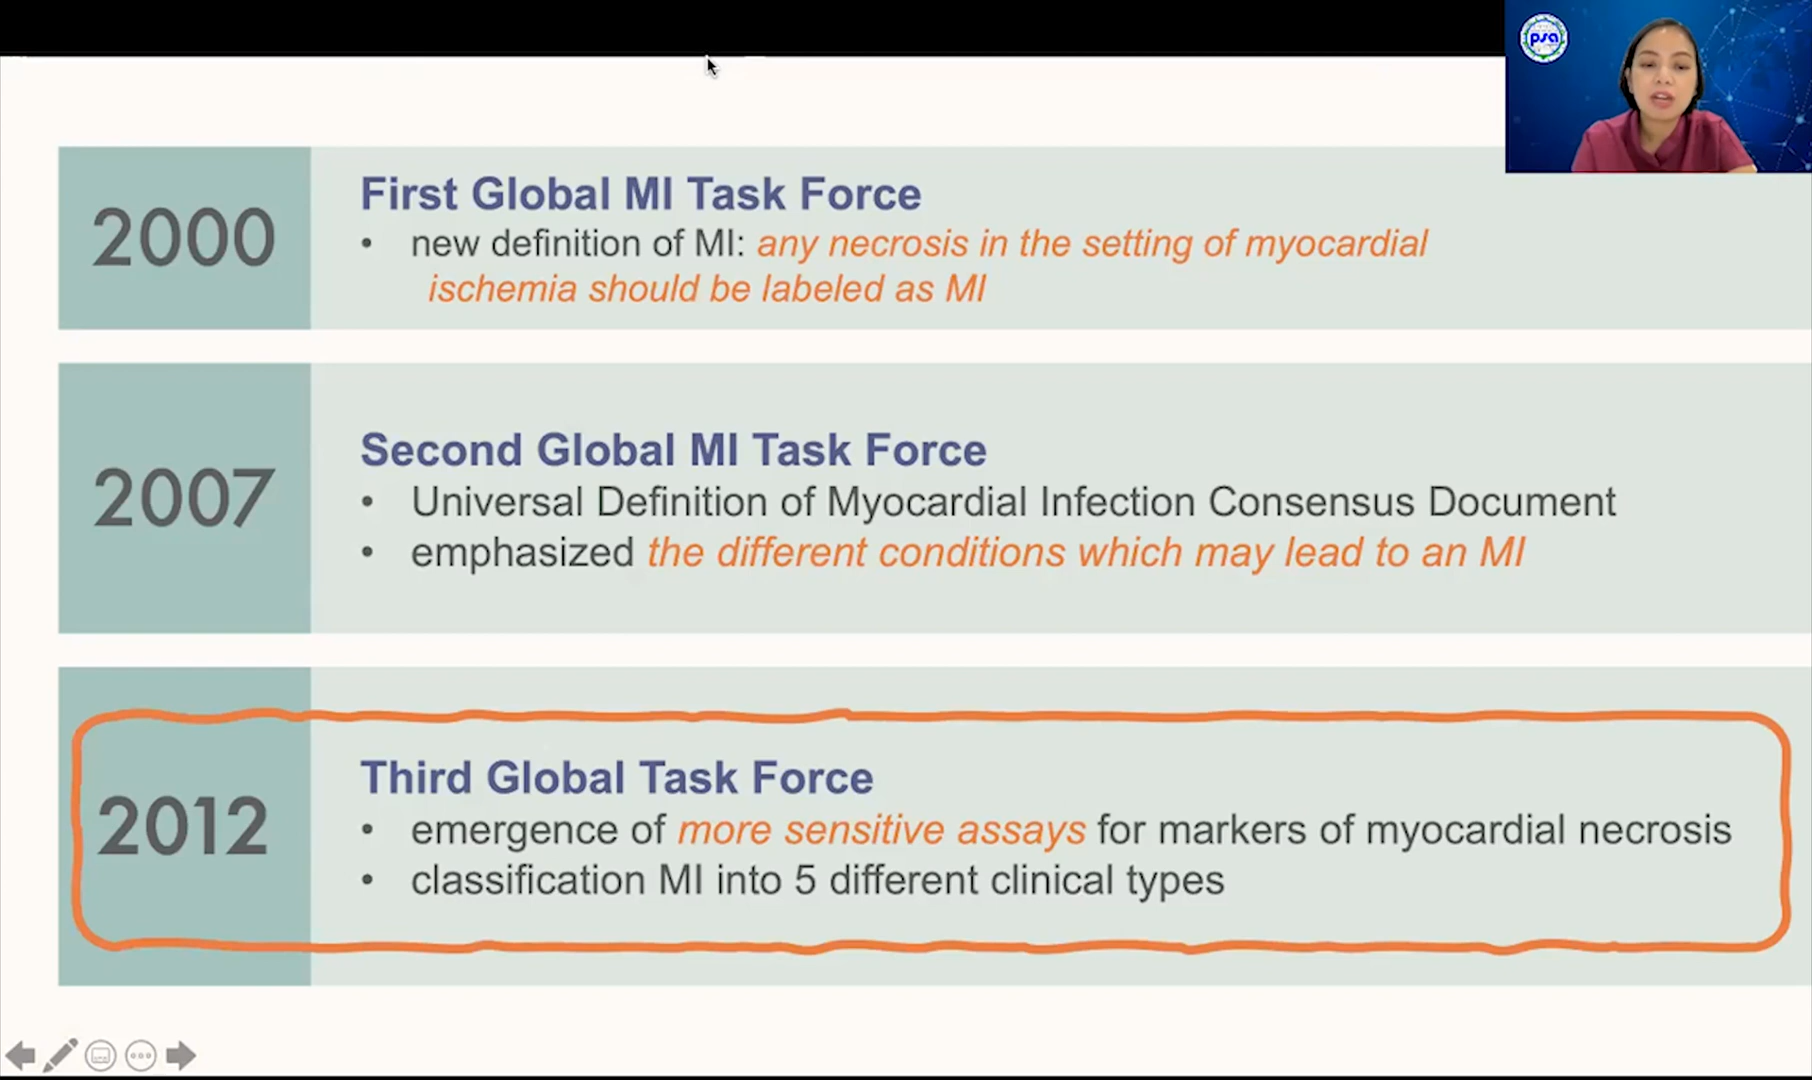 psa
2000
First Global MI Task Force
• new definition of MI: any necrosis in the setting of myocardial
ischemia should be labeled as MI
2007
Second Global MI Task Force
• Universal Definition of Myocardial Infection Consensus Document
• emphasized the different conditions which may lead to an MI
2012
Third Global Task Force
• emergence of more sensitive assays for markers of myocardial necrosis
• classification MI into 5 different clinical types